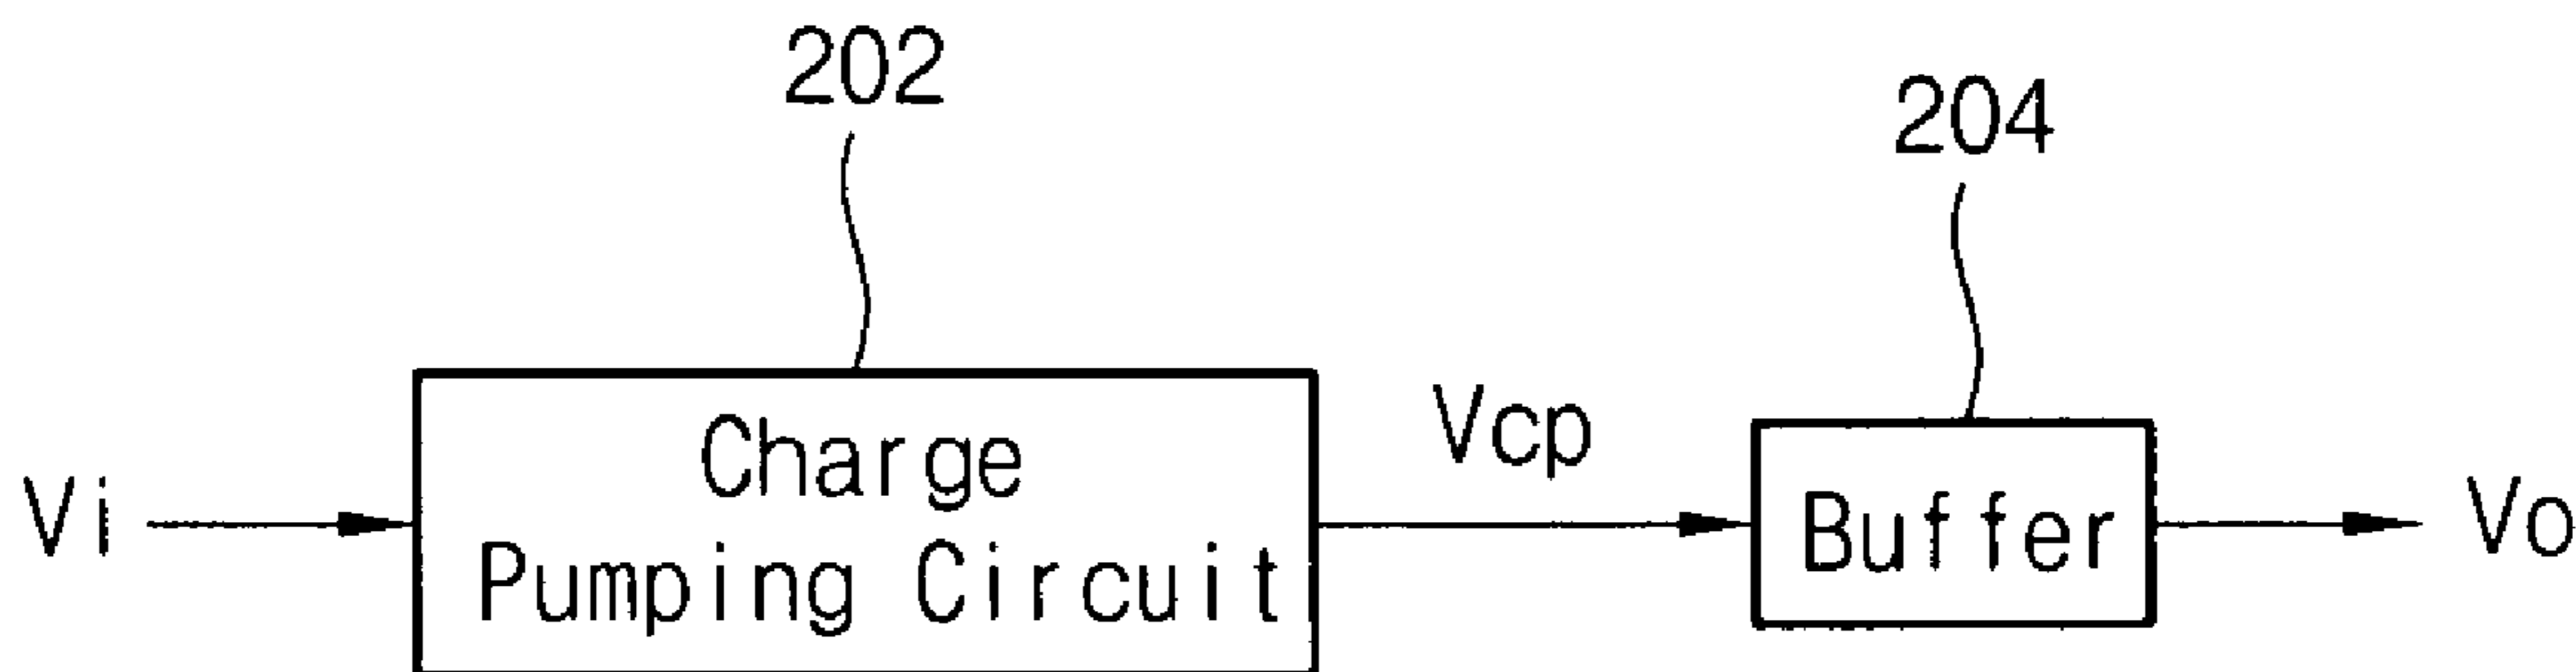 202
204
Vi
Charge
Pumping Circuit
Vcp
Buffer
Vo